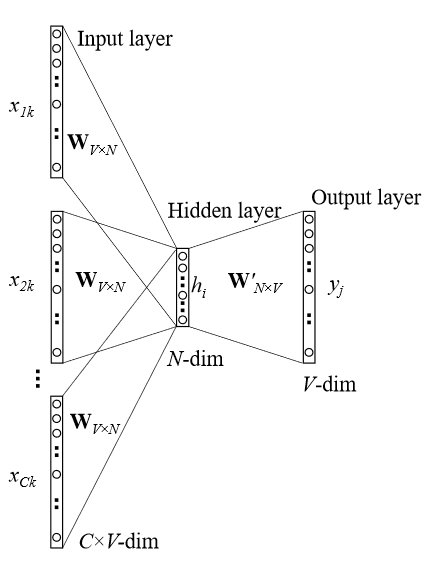 Input layer
x1k
WV×N
Hidden layer
Output layer
x2k
WV×N
hi
W'N×V
yj
N-dim
V-dim
WV×N
xCk
C×V-dim